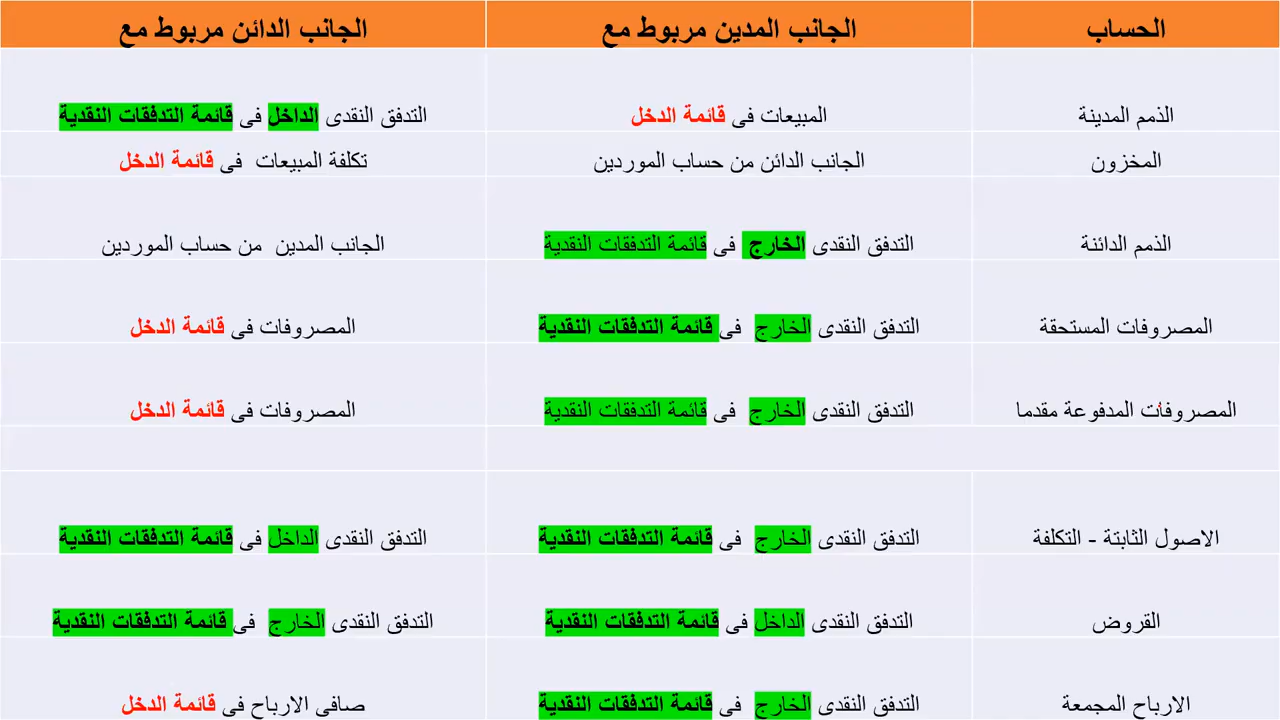 الحساب الجانب المدين مربوط مع الجانب الدائن مربوط مع
الذمم المدينة المبيعات فى قائمة الدخل التدفق النقدى الداخل فى قائمة التدفقات النقدية
المخزون الجانب الدائن من حساب الموردين تكلفة المبيعات فى قائمة الدخل
الذمم الدائنة التدفق النقدى الخارج فى قائمة التدفقات النقدية الجانب المدين من حساب الموردين
المصروفات المستحقة التدفق النقدى الخارج فى قائمة التدفقات النقدية المصروفات فى قائمة الدخل
المصروفات المدفوعة مقدما التدفق النقدى الخارج فى قائمة التدفقات النقدية المصروفات فى قائمة الدخل
الاصول الثابتة - التكلفة التدفق النقدى الخارج فى قائمة التدفقات النقدية التدفق النقدى الداخل فى قائمة التدفقات النقدية
القروض التدفق النقدى الداخل فى قائمة التدفقات النقدية التدفق النقدى الخارج فى قائمة التدفقات النقدية
الارباح المجمعة التدفق النقدى الخارج فى قائمة التدفقات النقدية صافى الارباح فى قائمة الدخل